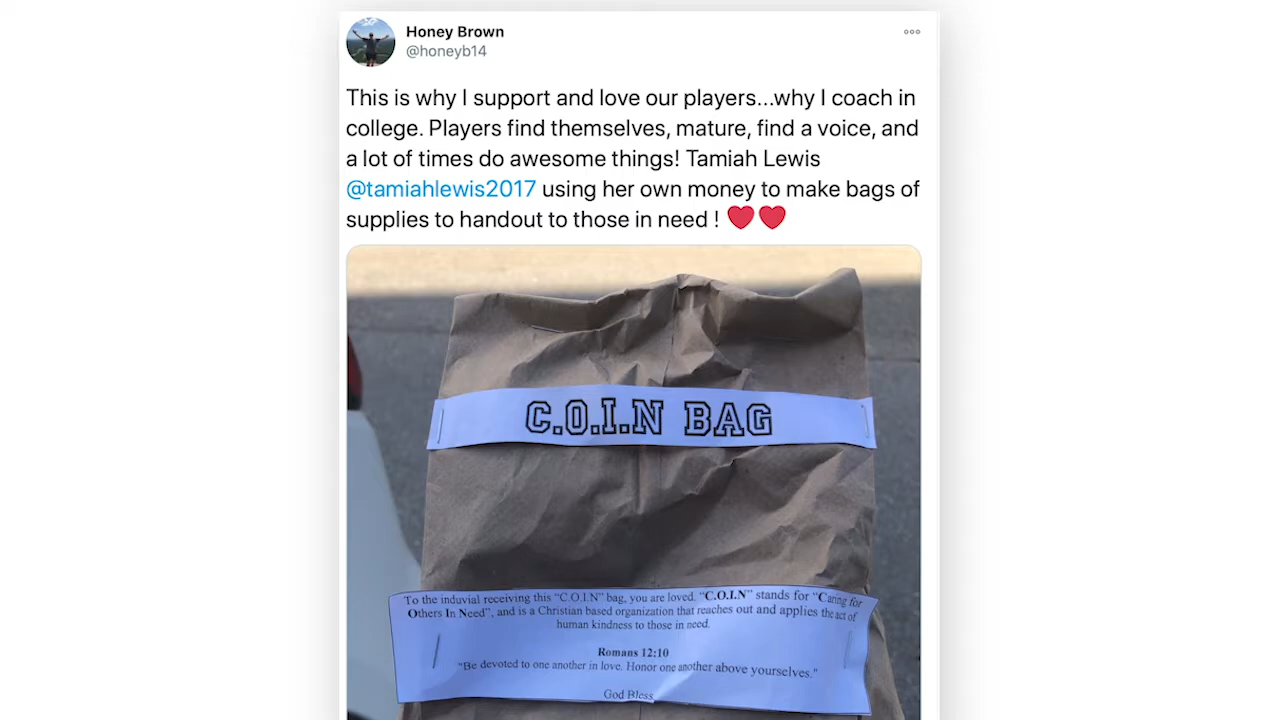 Honey Brown
@honeyb14
This is why I support and love our players...why I coach in
college. Players find themselves, mature, find a voice, and
a lot of times do awesome things! Tamiah Lewis
@tamiahlewis2017 using her own money to make bags of
supplies to handout to those in need ! ❤️❤️
C.O.I.N BAG
To the induvial receiving this "C.O.I.N" bag, you are loved. "C.O.I.N" stands for "Caring for
Others In Need", and is a Christian based organization that reaches out and applies the act of
human kindness to those in need.
Romans 12:10
"Be devoted to one another in love. Honor one another above yourselves."
God Bless